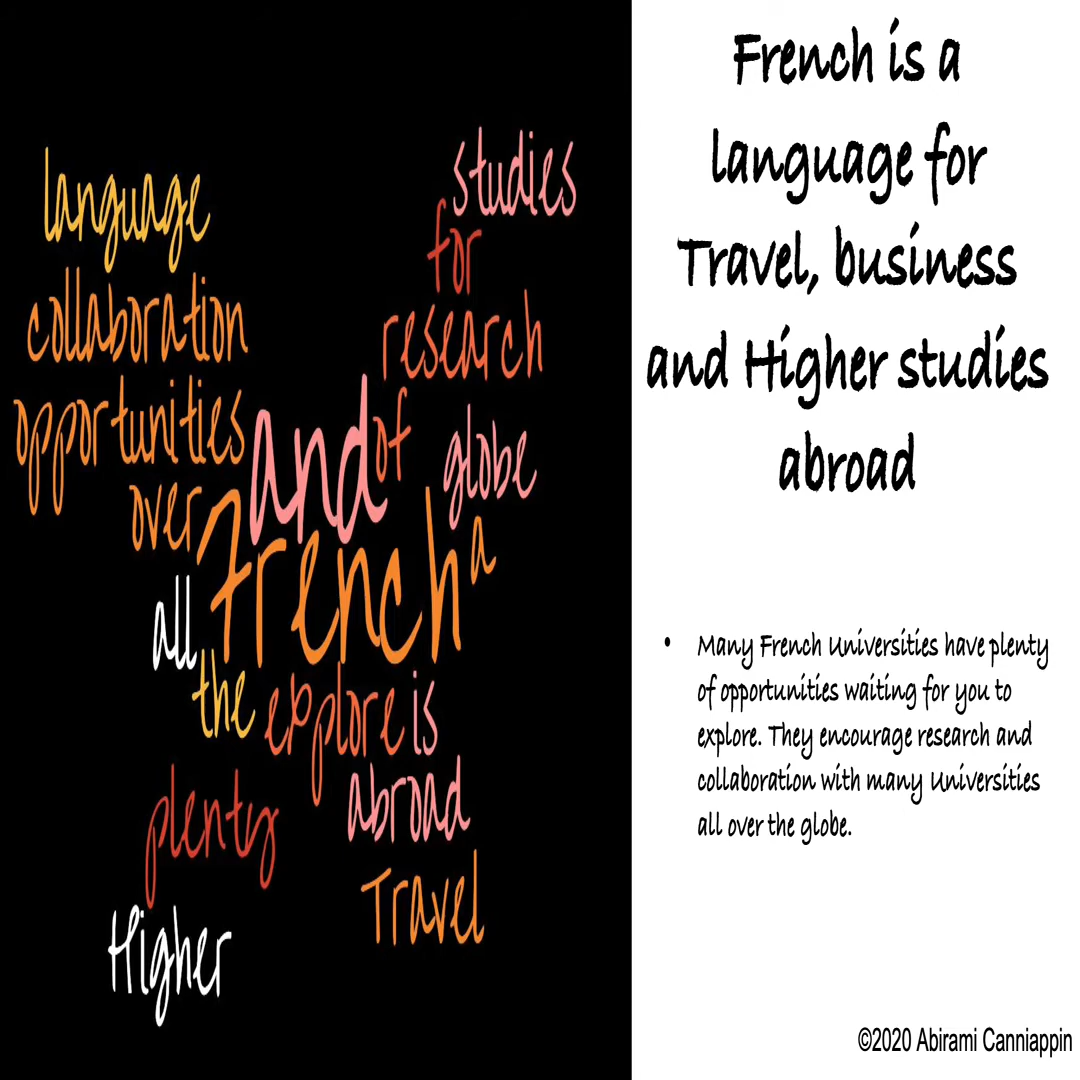 language
studies
for
collaboration
research
opportunities
and
of
globe
over
French
a
all
the
explore
is
abroad
plenty
Travel
Higher
French is a
language for
Travel, business
and Higher studies
abroad
• Many French Universities have plenty
of opportunities waiting for you to
explore. They encourage research and
collaboration with many Universities
all over the globe.
©2020 Abirami Canniappin